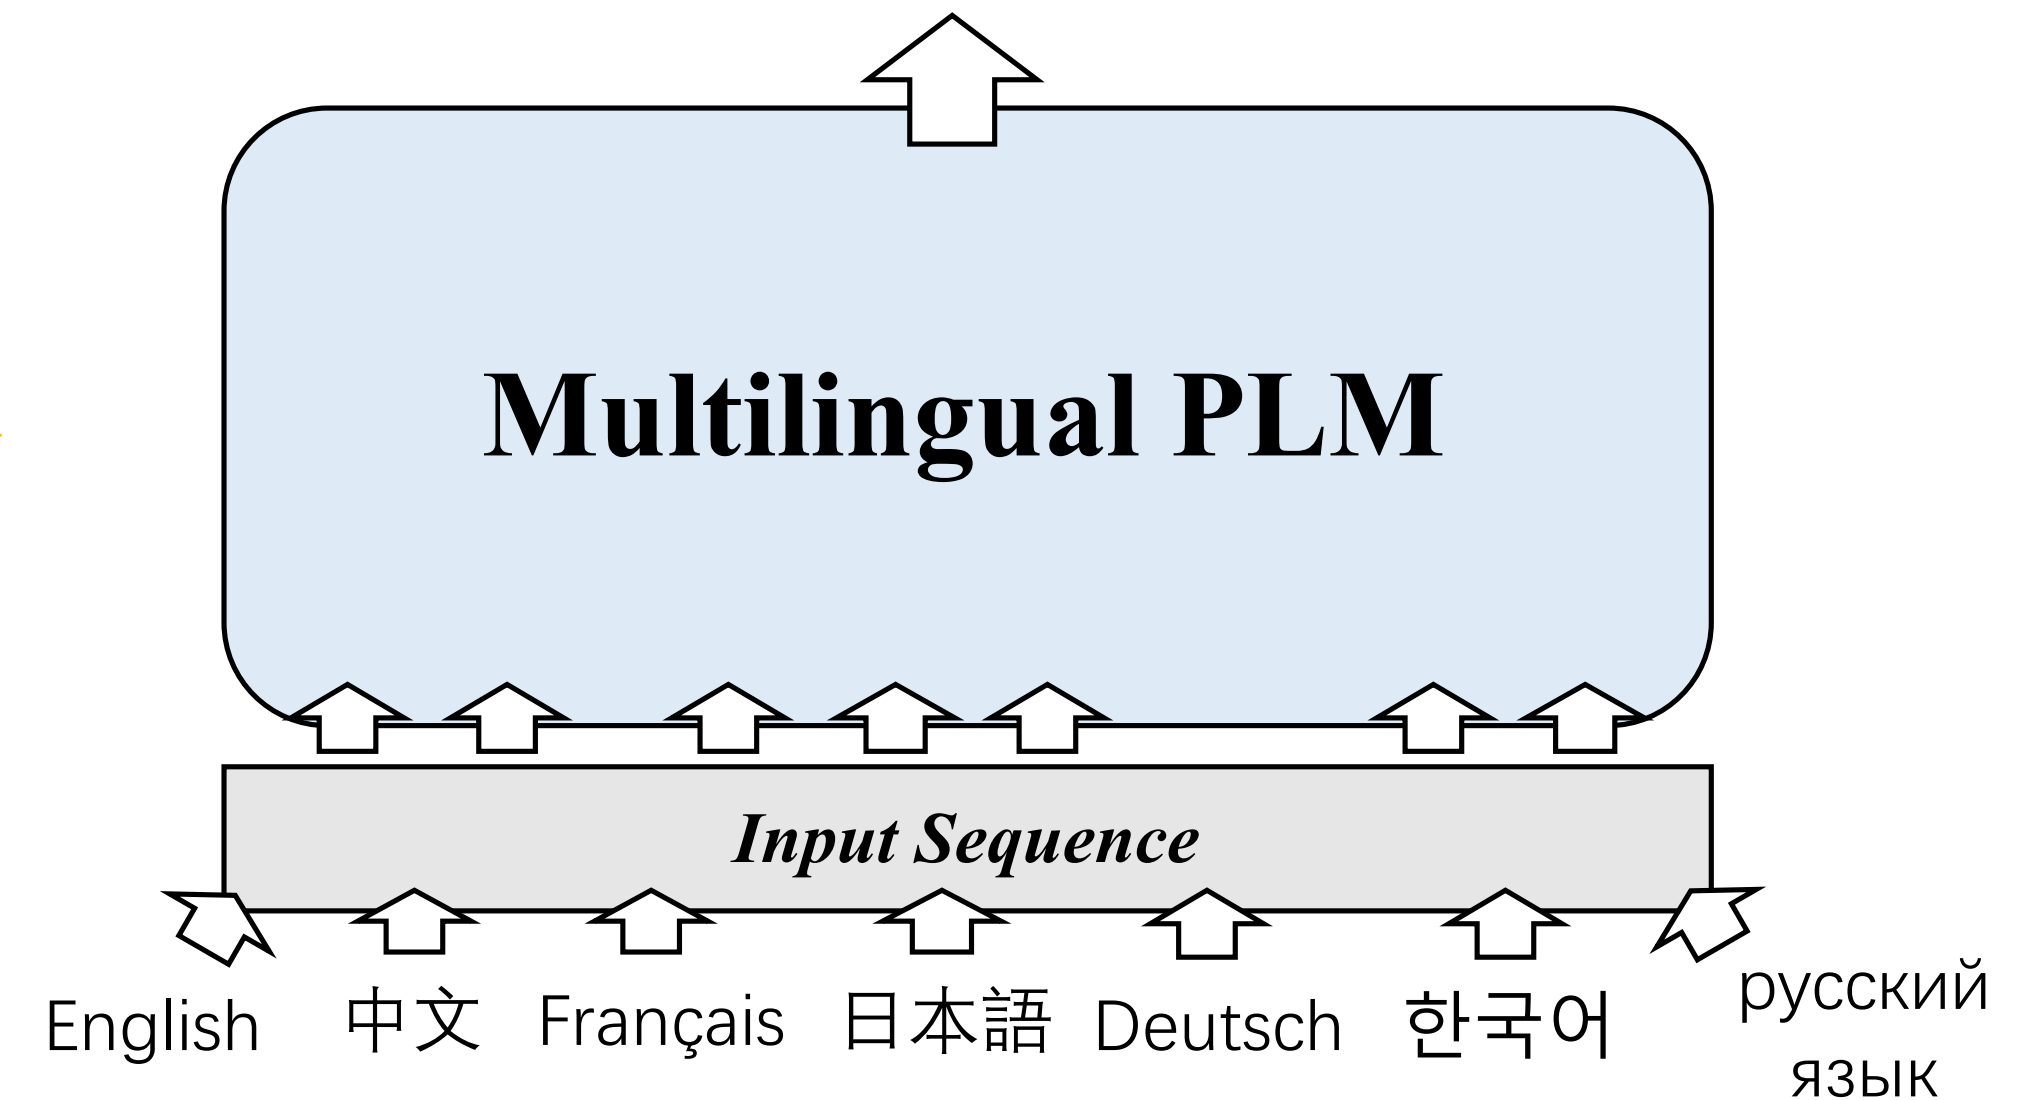 Multilingual PLM
Input Sequence
English
中文
Français
日本語
Deutsch
한국어
русский
язык